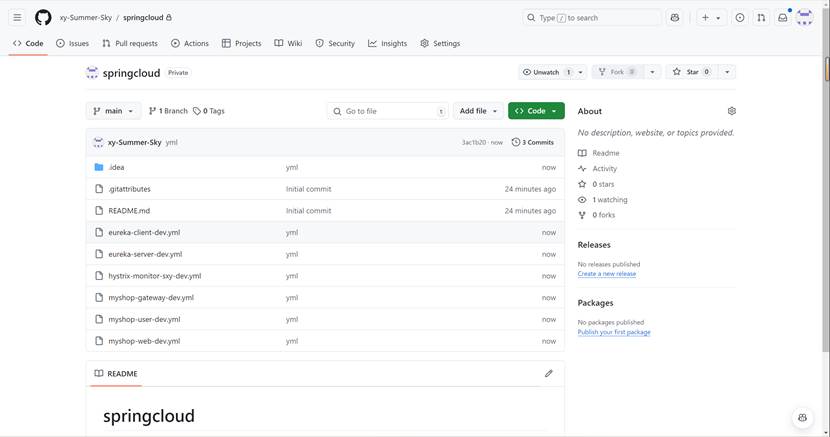 xy-Summer-Sky / springcloud
Type / to search
Code Issues Pull requests Actions Projects Wiki Security Insights Settings
springcloud Private
Unwatch 1 Fork 0 Star 0
main 1 Branch 0 Tags Go to file t Add file Code
xy-Summer-Sky yml 3ac1b20 · now 3 Commits
.idea yml now
.gitattributes Initial commit 24 minutes ago
README.md Initial commit 24 minutes ago
eureka-client-dev.yml yml now
eureka-server-dev.yml yml now
hystrix-monitor-sxy-dev.yml yml now
myshop-gateway-dev.yml yml now
myshop-user-dev.yml yml now
myshop-web-dev.yml yml now
README
springcloud
About
No description, website, or topics provided.
Readme
Activity
0 stars
1 watching
0 forks
Releases
No releases published
Create a new release
Packages
No packages published
Publish your first package